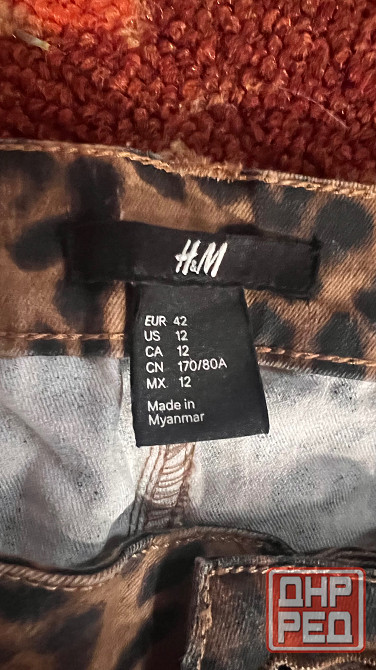 H&M
EUR 42
US 12
CA 12
CN 170/80A
MX 12
Made in
Myanmar
ДНР
РЕД